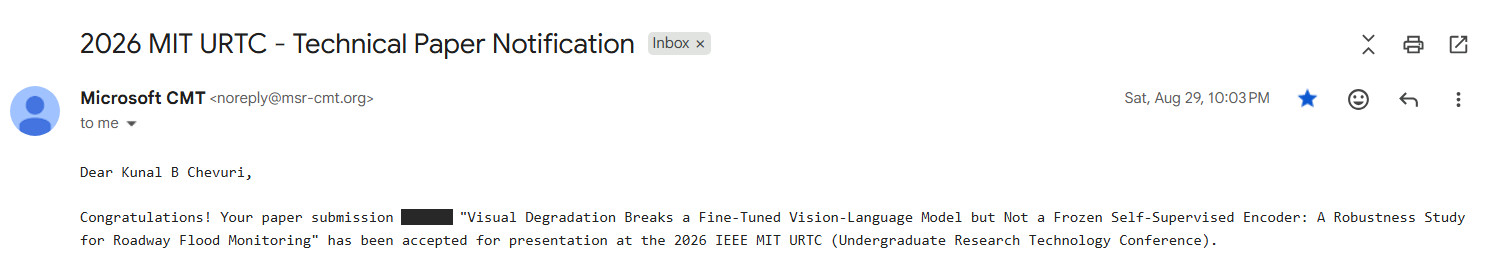 2026 MIT URTC - Technical Paper Notification Inbox ×
Microsoft CMT <noreply@msr-cmt.org> Sat, Aug 29, 10:03 PM
to me
Dear Kunal B Chevuri,
Congratulations! Your paper submission "Visual Degradation Breaks a Fine-Tuned Vision-Language Model but Not a Frozen Self-Supervised Encoder: A Robustness Study
for Roadway Flood Monitoring" has been accepted for presentation at the 2026 IEEE MIT URTC (Undergraduate Research Technology Conference).